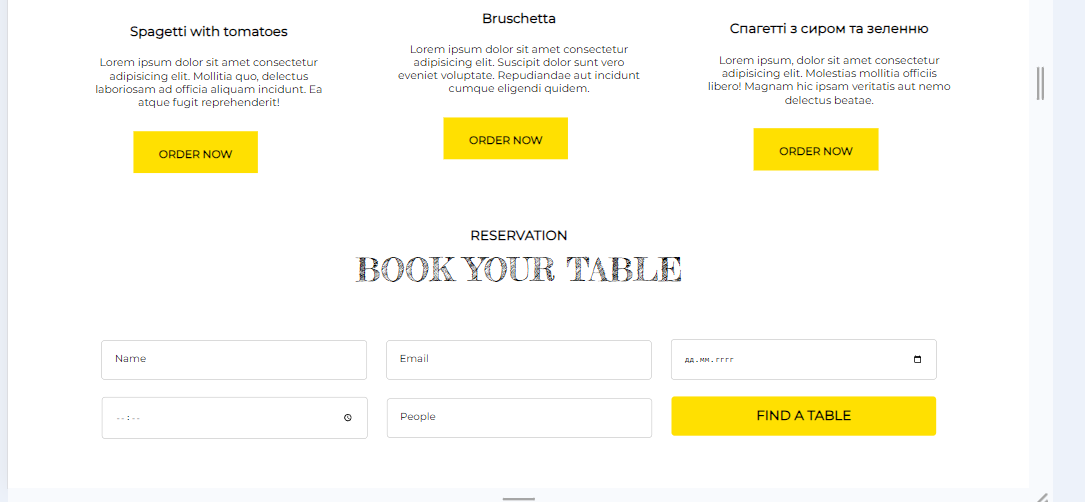 Spagetti with tomatoes
Lorem ipsum dolor sit amet consectetur
adipisicing elit. Mollitia quo, delectus
laboriosam ad officia aliquam incidunt. Ea
atque fugit reprehenderit!
ORDER NOW
Bruschetta
Lorem ipsum dolor sit amet consectetur
adipisicing elit. Suscipit dolor sunt vero
eveniet voluptate. Repudiandae aut incidunt
cumque eligendi quidem.
ORDER NOW
Спагетті з сиром та зеленню
Lorem ipsum, dolor sit amet consectetur
adipisicing elit. Molestias mollitia officiis
libero! Magnam hic ipsam veritatis aut nemo
delectus beatae.
ORDER NOW
RESERVATION
BOOK YOUR TABLE
Name
Email
дд.мм.гггг
--:--
People
FIND A TABLE